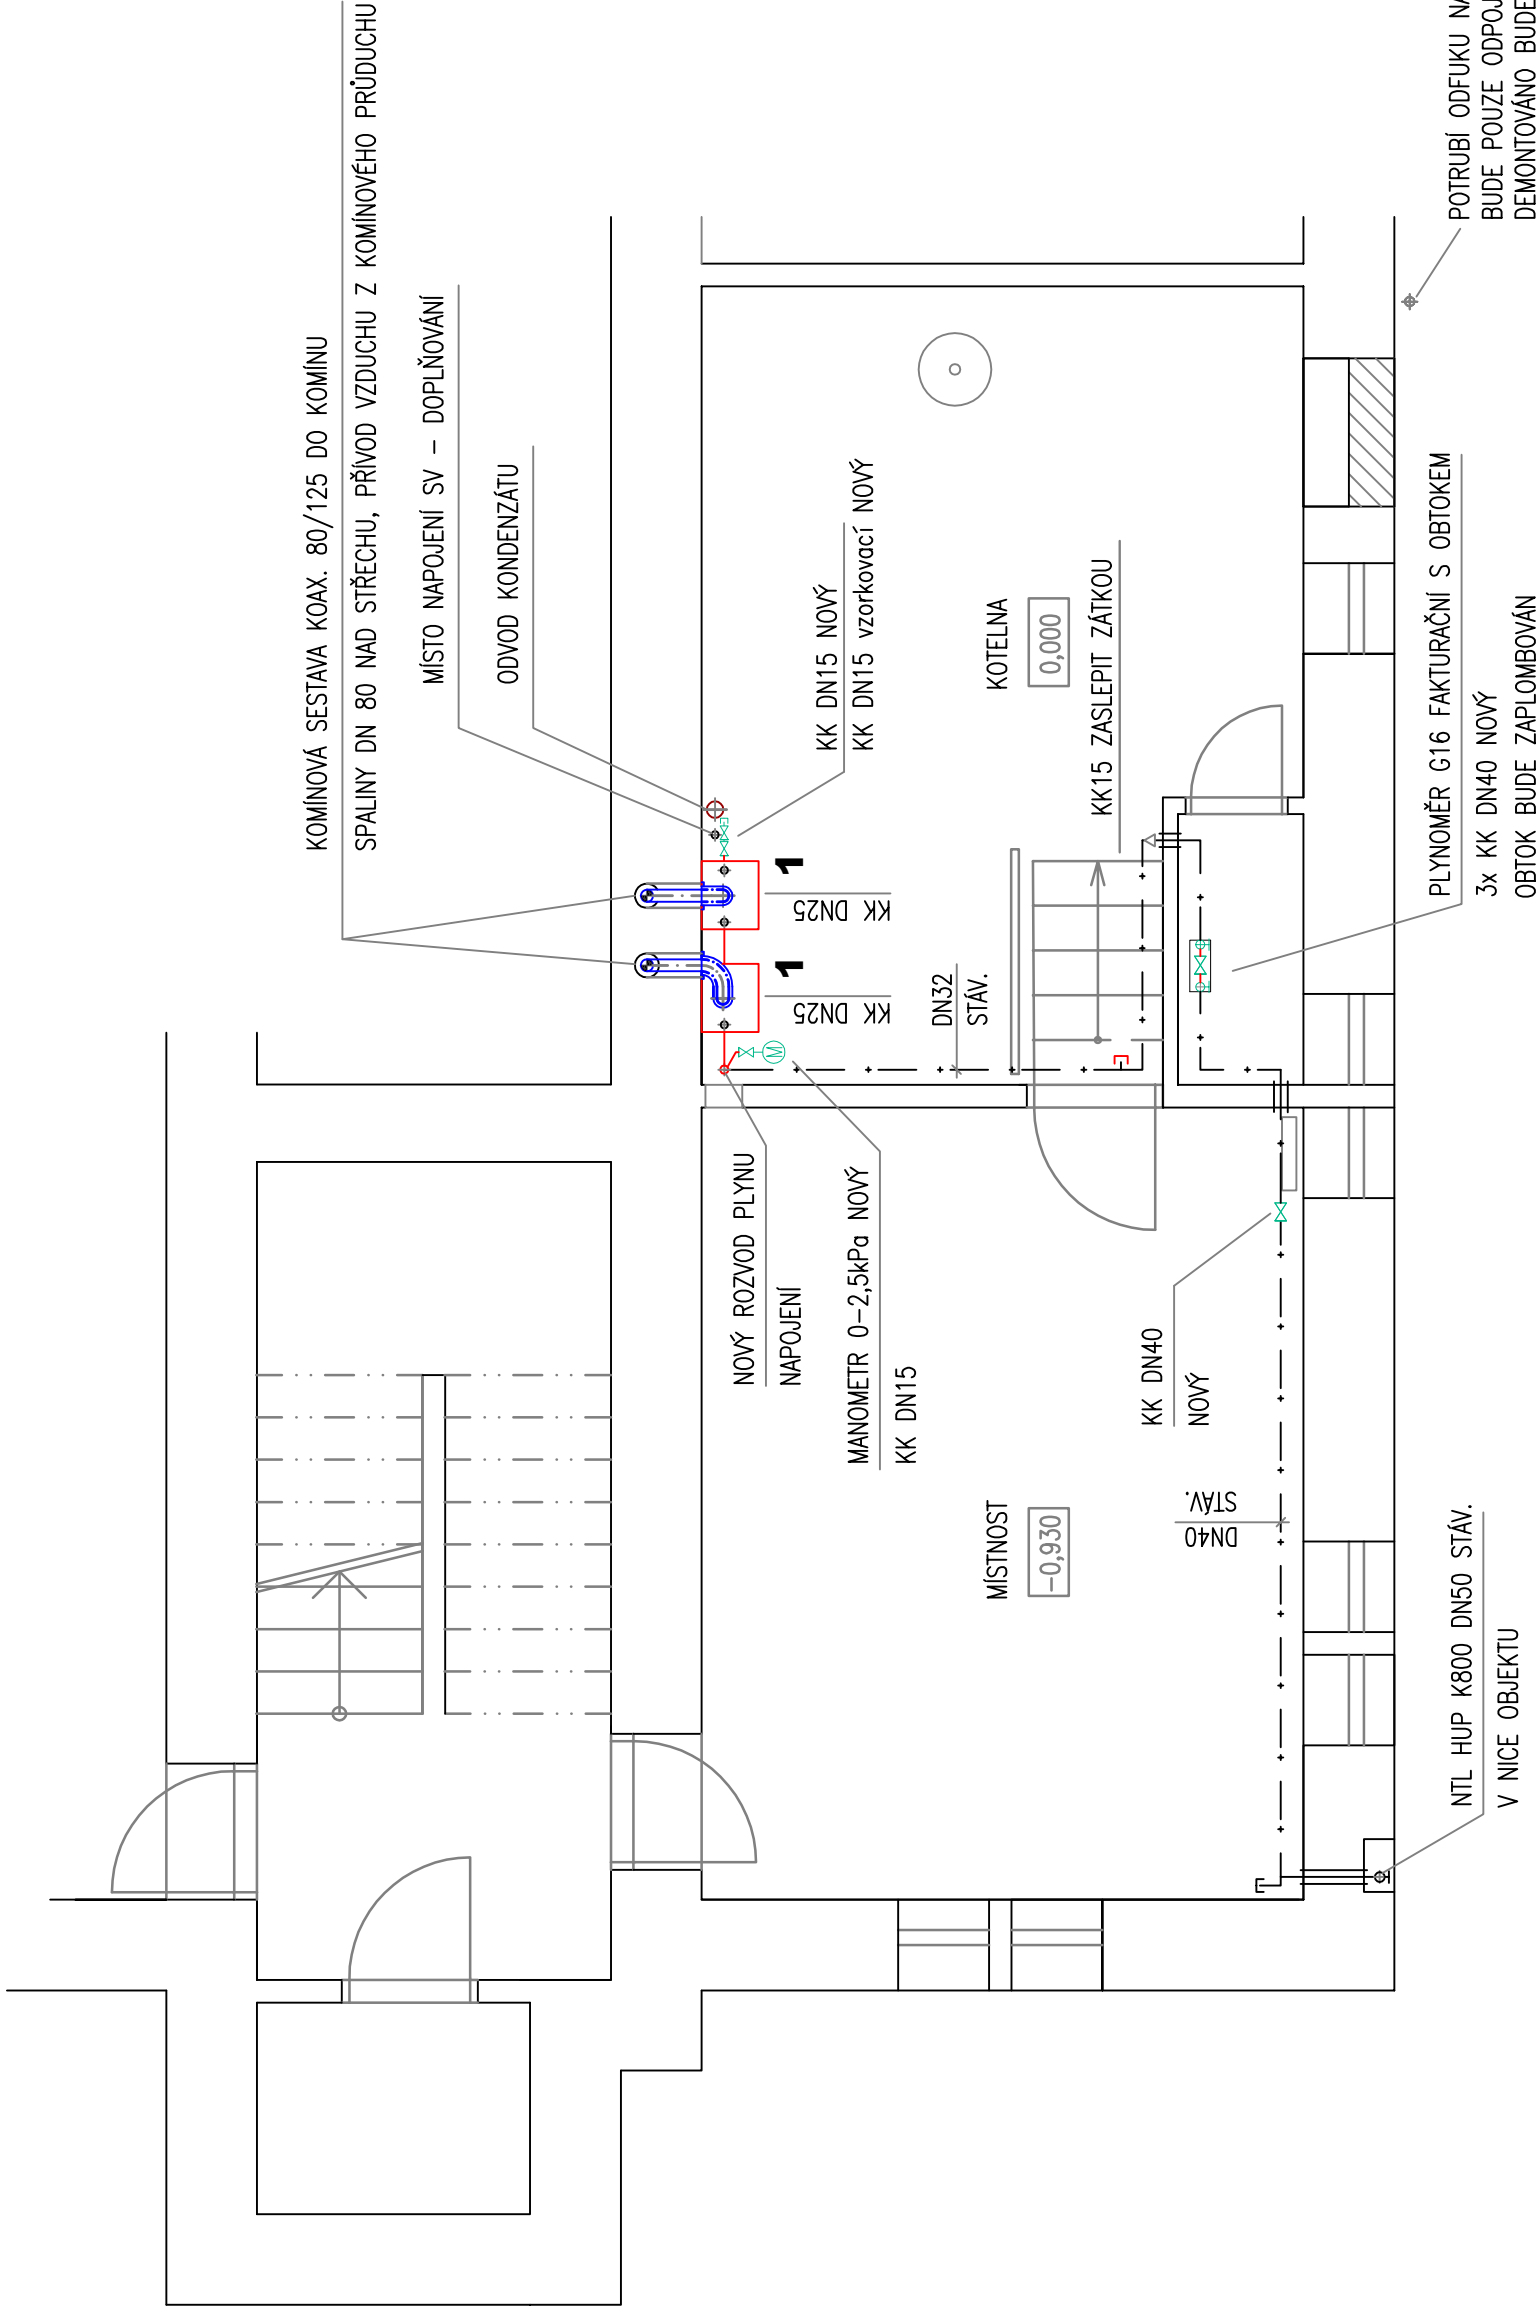 KOMÍNOVÁ SESTAVA KOAX. 80/125 DO KOMÍNU
SPALINY DN 80 NAD STŘECHU, PŘÍVOD VZDUCHU Z KOMÍNOVÉHO PRŮDUCHU
MÍSTO NAPOJENÍ SV – DOPLŇOVÁNÍ
ODVOD KONDENZÁTU
KK DN15 NOVÝ
KK DN15 vzorkovací NOVÝ
1
KK DN25
1
KK DN25
KOTELNA
0,000
KK15 ZASLEPIT ZÁTKOU
DN32
STÁV.
M
NOVÝ ROZVOD PLYNU
NAPOJENÍ
MANOMETR 0–2,5kPa NOVÝ
KK DN15
MÍSTNOST
-0,930
KK DN40
NOVÝ
DN40
STÁV.
PLYNOMĚR G16 FAKTURAČNÍ S OBTOKEM
3x KK DN40 NOVÝ
OBTOK BUDE ZAPLOMBOVÁN
NTL HUP K800 DN50 STÁV.
V NICE OBJEKTU
POTRUBÍ ODFUKU
BUDE POUZE
DEMONTOVÁNO BUDE